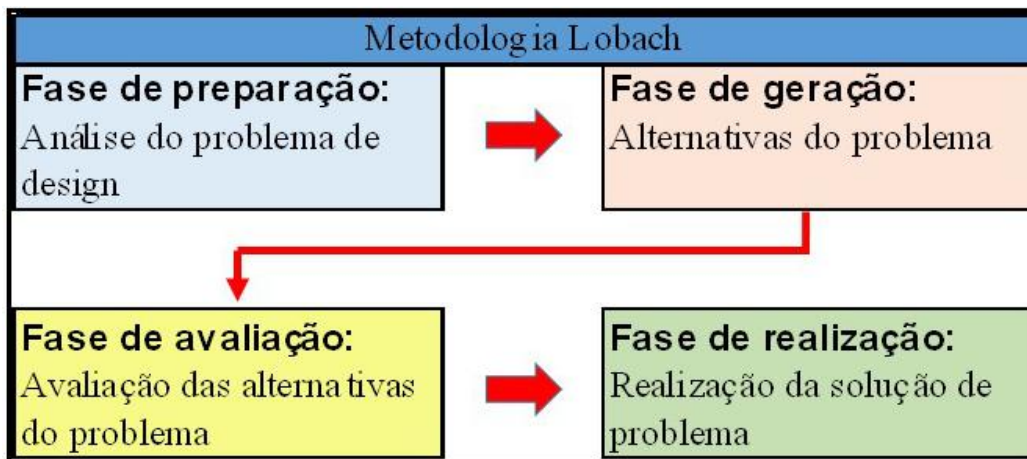 Metodologia Lobach
Fase de preparação:
Análise do problema de
design
Fase de geração:
Alternativas do problema
Fase de avaliação:
Avaliação das alternativas
do problema
Fase de realização:
Realização da solução de
problema